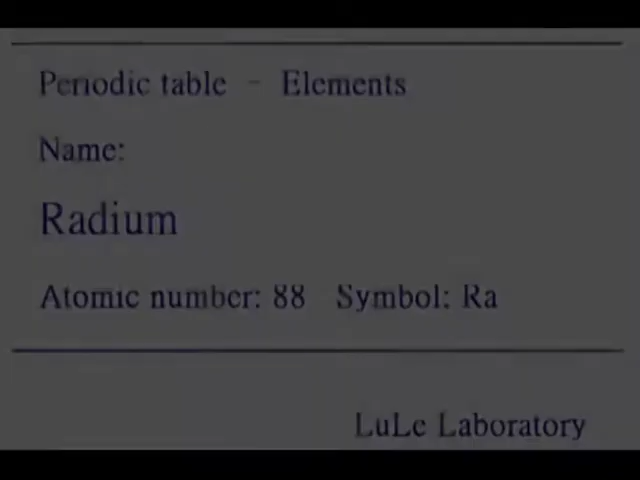 Periodic table - Elements
Name:
Radium
Atomic number: 88 Symbol: Ra
LuLe Laboratory